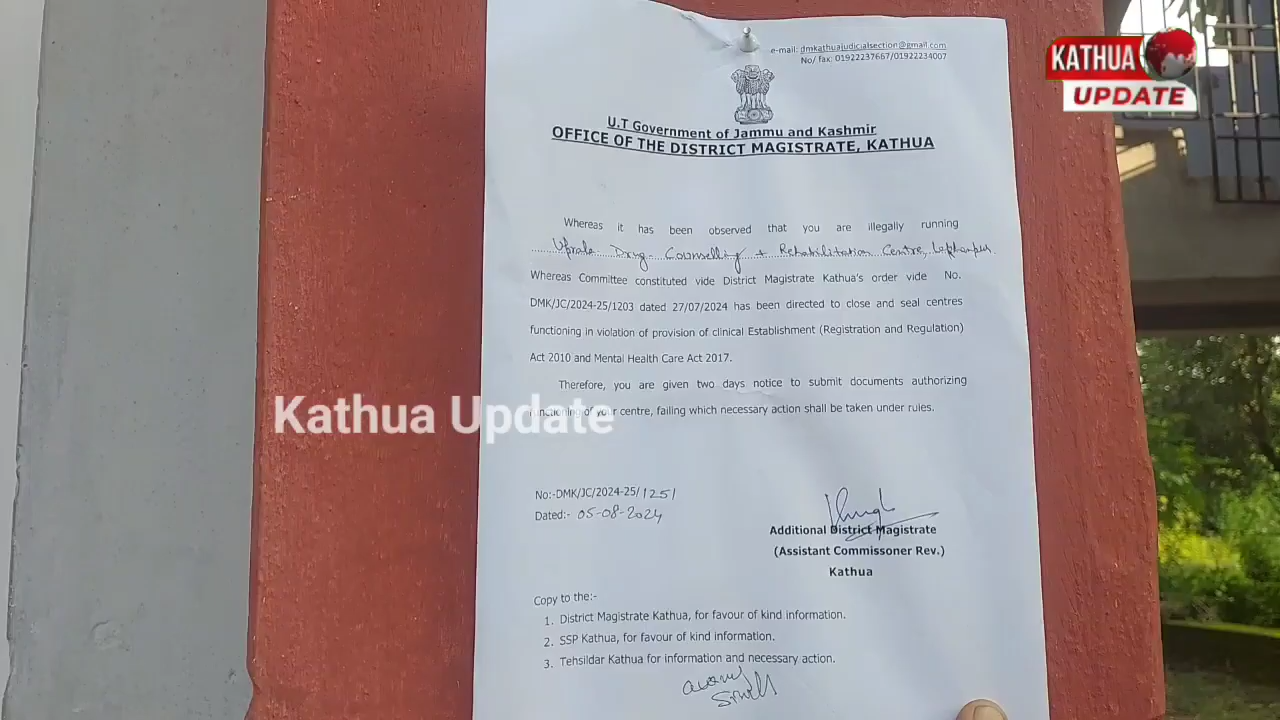 KATHUA
UPDATE
e-mail: dmkathuajudicialsection@gmail.com
No/ fax: 01922237667/01922234007
U.T Government of Jammu and Kashmir
OFFICE OF THE DISTRICT MAGISTRATE, KATHUA
Whereas it has been observed that you are illegally running
Drug Counselling + Rehabilitation Centre,
Whereas Committee constituted vide District Magistrate Kathua's order vide No.
DMK/JC/2024-25/1203 dated 27/07/2024 has been directed to close and seal centres
functioning in violation of provision of clinical Establishment (Registration and Regulation)
Act 2010 and Mental Health Care Act 2017.
Therefore, you are given two days notice to submit documents authorizing
functioning of your centre, failing which necessary action shall be taken under rules.
Kathua Update
No:-DMK/JC/2024-25/1251
Dated:- 05-08-2024
Additional District Magistrate
(Assistant Commissoner Rev.)
Kathua
Copy to the:-
1. District Magistrate Kathua, for favour of kind information.
2. SSP Kathua, for favour of kind information.
3. Tehsildar Kathua for information and necessary action.